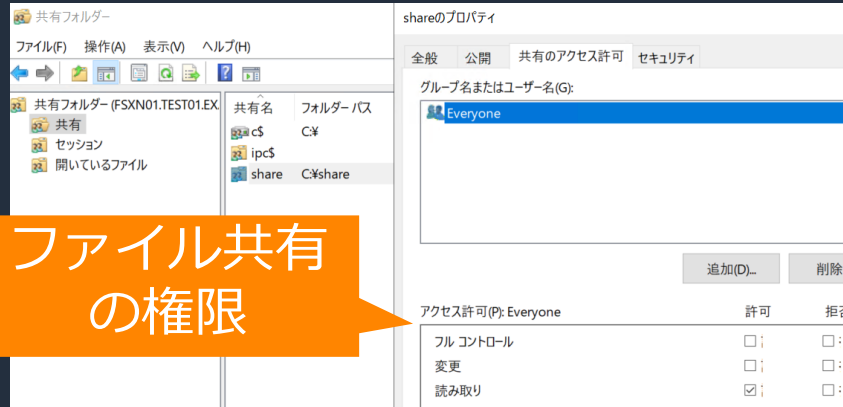 共有フォルダー
ファイル(F) 操作(A) 表示(V) ヘルプ(H)
共有フォルダー (FSXN01.TEST01.EX
共有
セッション
開いているファイル
共有名 フォルダー パス
c$ C:¥
ipc$
share C:¥share
ファイル共有
の権限
shareのプロパティ
全般 公開 共有のアクセス許可 セキュリティ
グループ名またはユーザー名(G):
Everyone
追加(D)... 削除
アクセス許可(P): Everyone 許可 拒否
フル コントロール
変更
読み取り